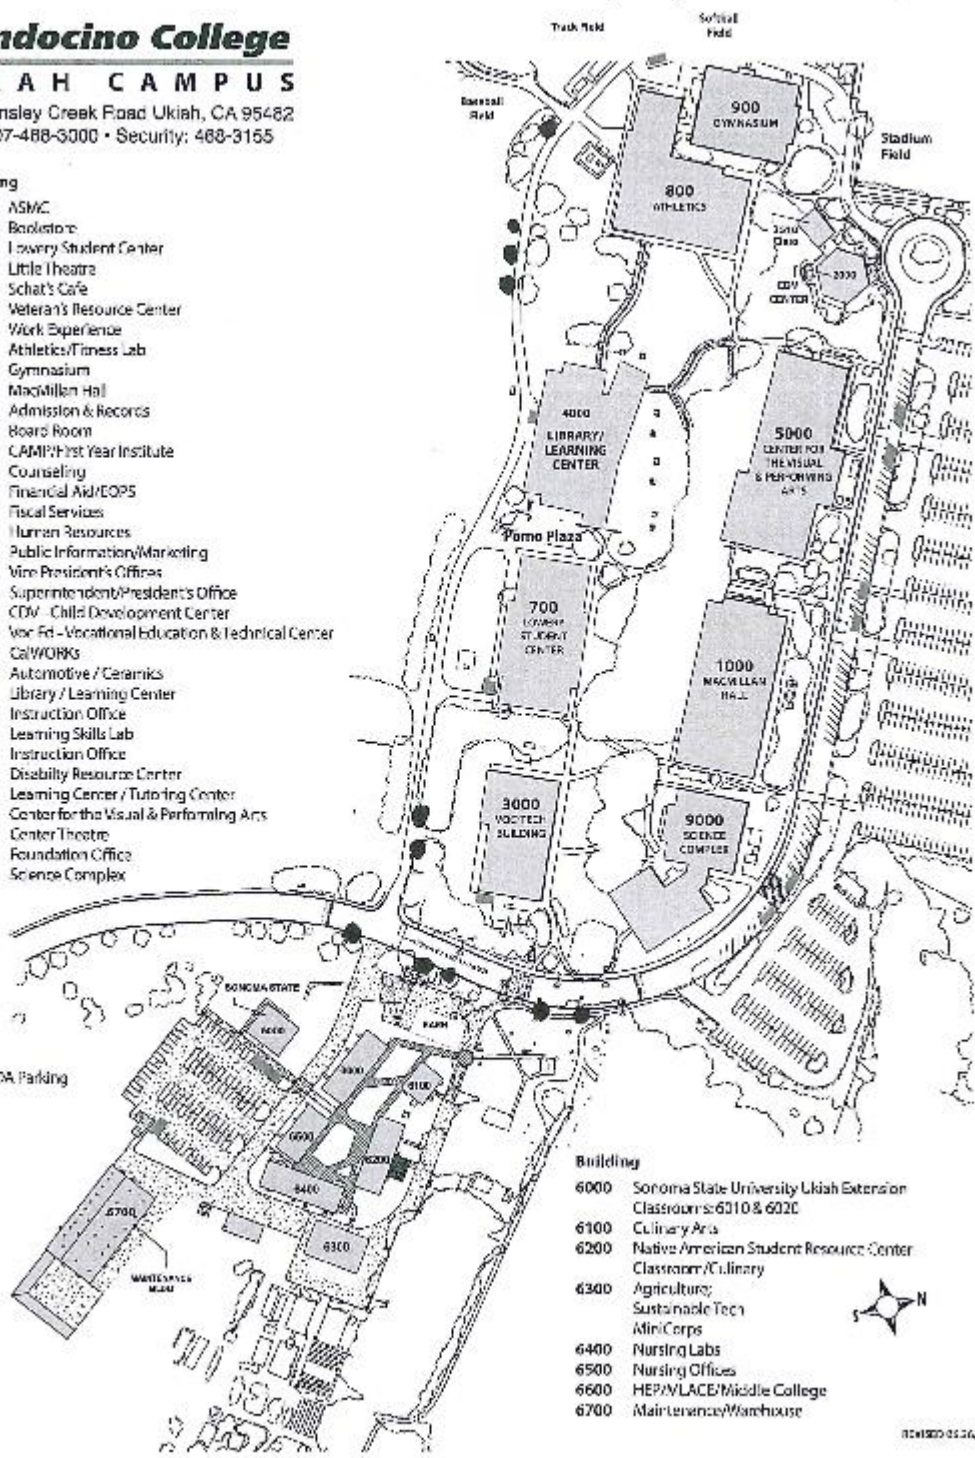 ndocino College
AH CAMPUS
nsley Creek Road Ukiah, CA 95482
07-468-3000 • Security: 468-3155
ng
ASMC
Bookstore
Lowery Student Center
Little Theatre
Schat's Cafe
Veteran's Resource Center
Work Experience
Athletics/Fitness Lab
Gymnasium
MacMillan Hall
Admission & Records
Board Room
CAMP/First Year Institute
Counseling
Financial Aid/EOPS
Fiscal Services
Human Resources
Public Information/Marketing
Vice President's Offices
Superintendent/President's Office
CDV - Child Development Center
Voc Ed - Vocational Education & Technical Center
CalWORKs
Automotive / Ceramics
Library / Learning Center
Instruction Office
Learning Skills Lab
Instruction Office
Disabilty Resource Center
Learning Center / Tutoring Center
Center for the Visual & Performing Arts
Center Theatre
Foundation Office
Science Complex
DA Parking
Track Field
Softball
Field
Baseball
Field
Stadium
Field
900
GYMNASIUM
800
ATHLETICS
CDV
CENTER
4000
LIBRARY/
LEARNING
CENTER
5000
CENTER FOR
THE VISUAL
& PERFORMING
ARTS
Pomo Plaza
700
LOWERY
STUDENT
CENTER
1000
MACMILLAN
HALL
3000
VOC/TECH
BUILDING
9000
SCIENCE
COMPLEX
SONOMA STATE
6000
BARN
6100
6200
6400
6300
6700
MAINTENANCE
BLDG
Building
6000 Sonoma State University Ukiah Extension
Classrooms: 6010 & 6020
6100 Culinary Arts
6200 Native American Student Resource Center
Classroom/Culinary
6300 Agriculture;
Sustainable Tech
MiniCorps
6400 Nursing Labs
6500 Nursing Offices
6600 HEP/VLACE/Middle College
6700 Maintenance/Warehouse
S N
REVISED